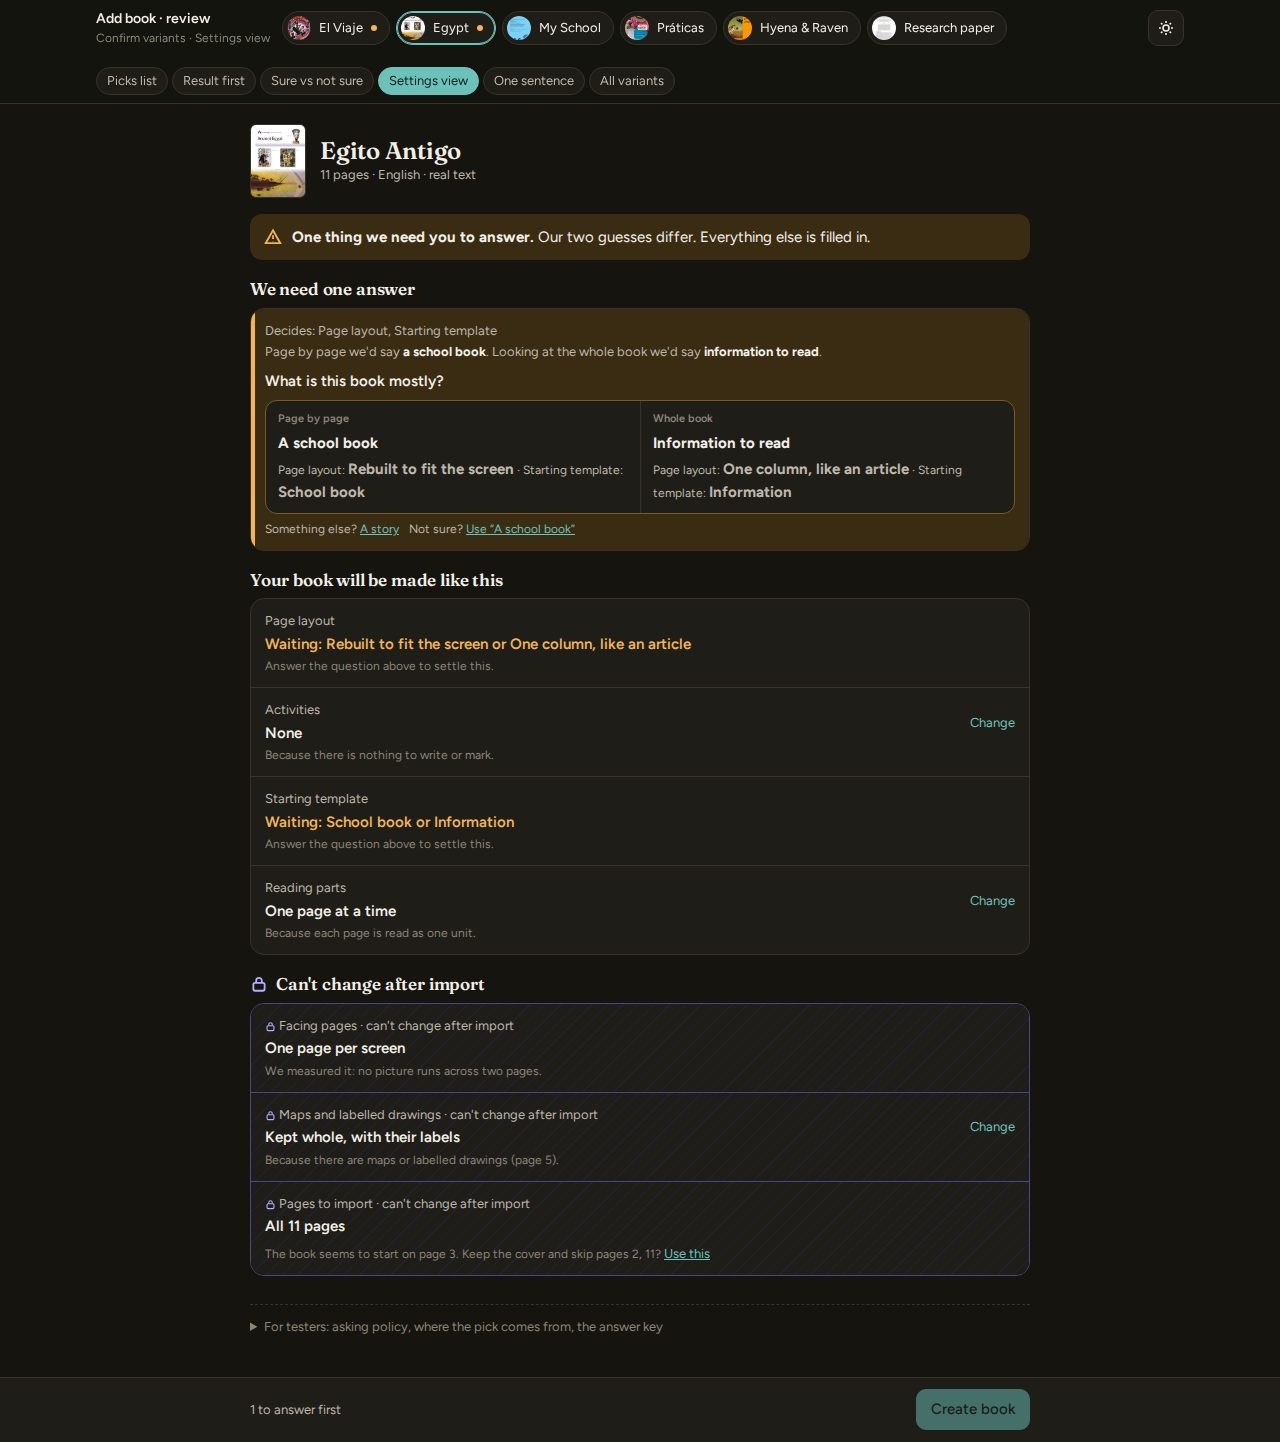 Add book · review
Confirm variants · Settings view
El Viaje
Egypt
My School
Práticas
Hyena & Raven
Research paper
Picks list
Result first
Sure vs not sure
Settings view
One sentence
All variants
Egito Antigo
11 pages · English · real text
One thing we need you to answer. Our two guesses differ. Everything else is filled in.
We need one answer
Decides: Page layout, Starting template
Page by page we'd say a school book. Looking at the whole book we'd say information to read.
What is this book mostly?
Page by page
A school book
Page layout: Rebuilt to fit the screen · Starting template:
School book
Whole book
Information to read
Page layout: One column, like an article · Starting
template: Information
Something else? A story Not sure? Use “A school book”
Your book will be made like this
Page layout
Waiting: Rebuilt to fit the screen or One column, like an article
Answer the question above to settle this.
Activities
None
Because there is nothing to write or mark.
Change
Starting template
Waiting: School book or Information
Answer the question above to settle this.
Reading parts
One page at a time
Because each page is read as one unit.
Change
Can't change after import
Facing pages · can't change after import
One page per screen
We measured it: no picture runs across two pages.
Maps and labelled drawings · can't change after import
Kept whole, with their labels
Because there are maps or labelled drawings (page 5).
Change
Pages to import · can't change after import
All 11 pages
The book seems to start on page 3. Keep the cover and skip pages 2, 11? Use this
For testers: asking policy, where the pick comes from, the answer key
1 to answer first
Create book